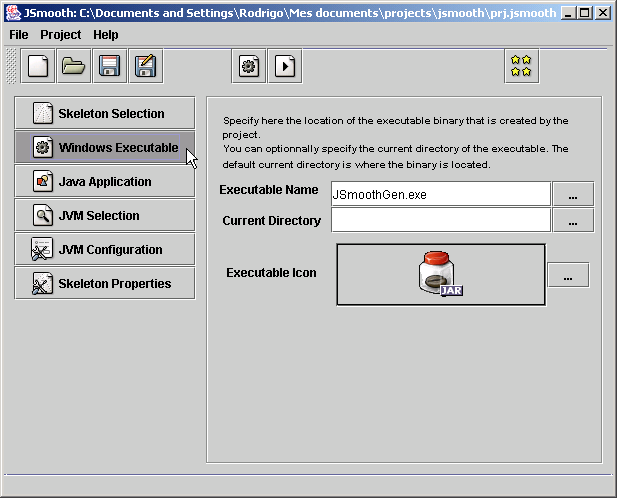 JSmooth: C:\Documents and Settings\Rodrigo\Mes documents\projects\jsmooth\prj.jsmooth
File Project Help
Skeleton Selection
Windows Executable
Java Application
JVM Selection
JVM Configuration
Skeleton Properties
Specify here the location of the executable binary that is created by the
project.
You can optionnally specify the current directory of the executable. The
default current directory is where the binary is located.
Executable Name JSmoothGen.exe ...
Current Directory ...
Executable Icon JAR ...